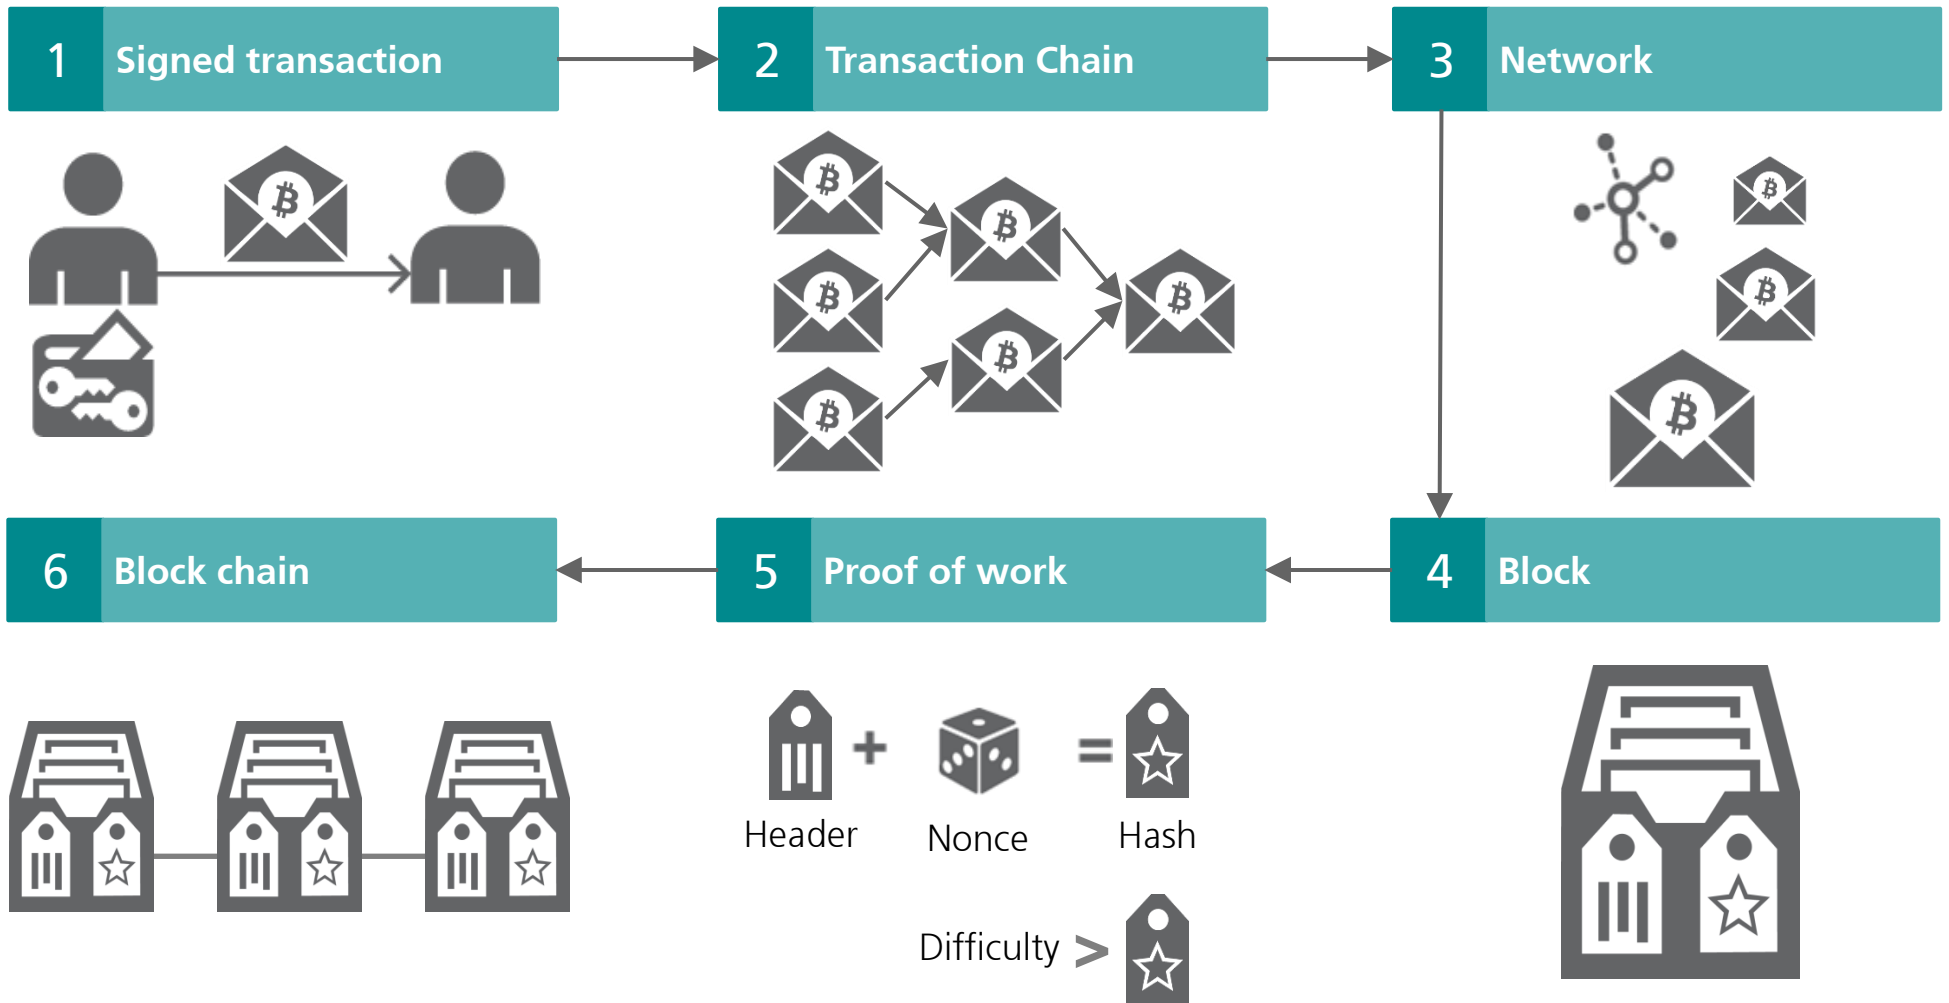 1 Signed transaction
2 Transaction Chain
3 Network
6 Block chain
5 Proof of work
4 Block
Header + Nonce = Hash
Difficulty >